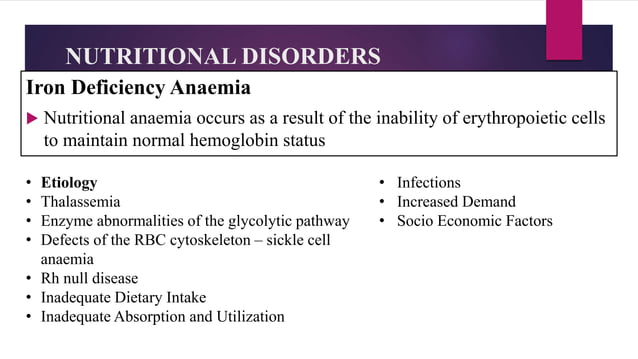 NUTRITIONAL DISORDERS
Iron Deficiency Anaemia
Nutritional anaemia occurs as a result of the inability of erythropoietic cells
to maintain normal hemoglobin status
• Etiology
• Thalassemia
• Enzyme abnormalities of the glycolytic pathway
• Defects of the RBC cytoskeleton – sickle cell
anaemia
• Rh null disease
• Inadequate Dietary Intake
• Inadequate Absorption and Utilization
• Infections
• Increased Demand
• Socio Economic Factors